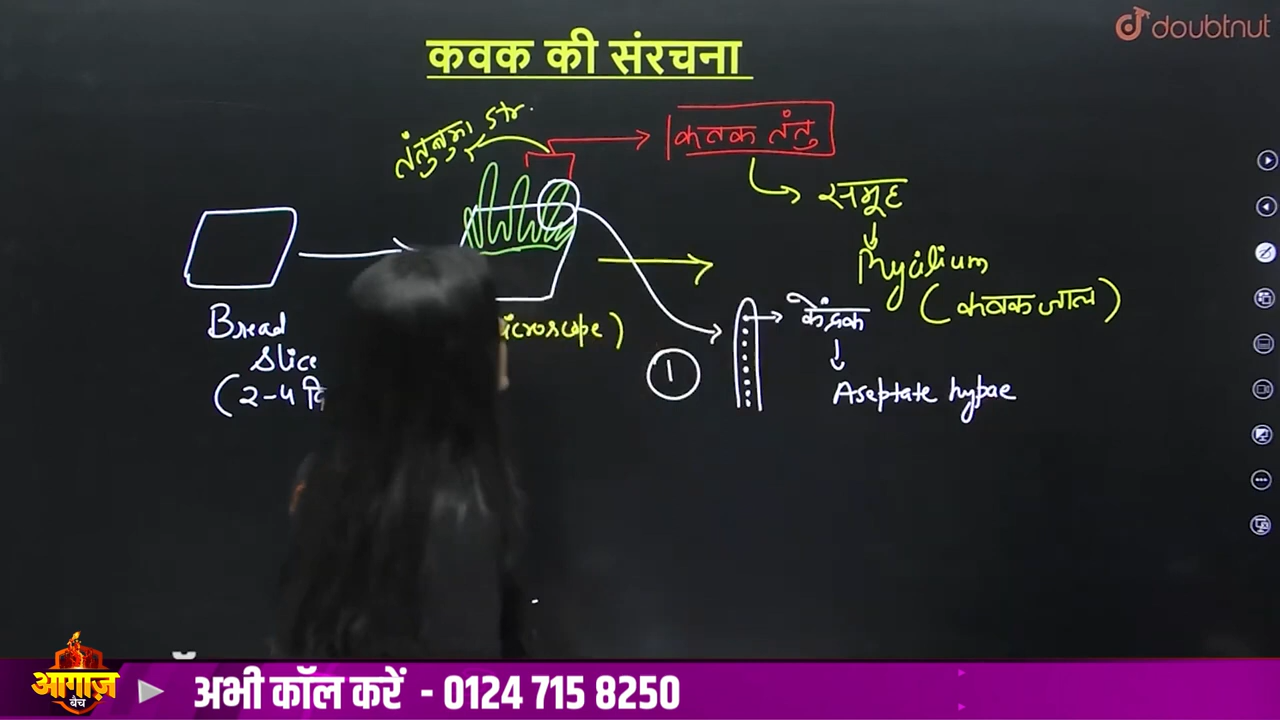 doubtnut
कवक की संरचना
तंतुनुमा str.
कवक तंतु
समूह
Mycilium
(कवक जाल)
Bread
slice
(2-4 दि
icroscope)
1
केंद्रक
Aseptate hypae
आगाज़
बैच
अभी कॉल करें - 0124 715 8250